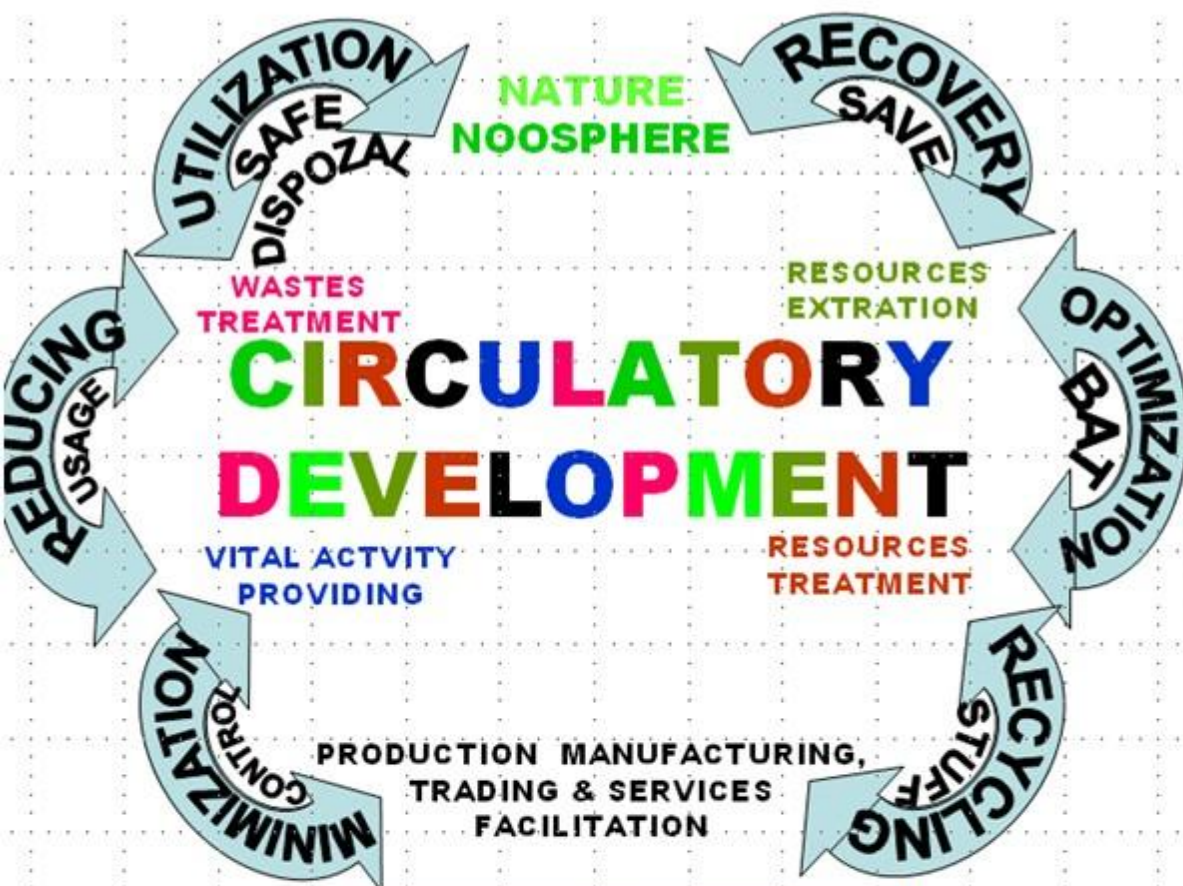 UTILIZATION
SAFE
DISPOZAL
NATURE
NOOSPHERE
RECOVERY
SAVE
WASTES
TREATMENT
RESOURCES
EXTRATION
REDUCING
USAGE
CIRCULATORY
DEVELOPMENT
OPTIMIZATION
BAT
VITAL ACTVITY
PROVIDING
RESOURCES
TREATMENT
MINIMIZATION
CONTROL
PRODUCTION MANUFACTURING,
TRADING & SERVICES
FACILITATION
RECYCLING
STUFF